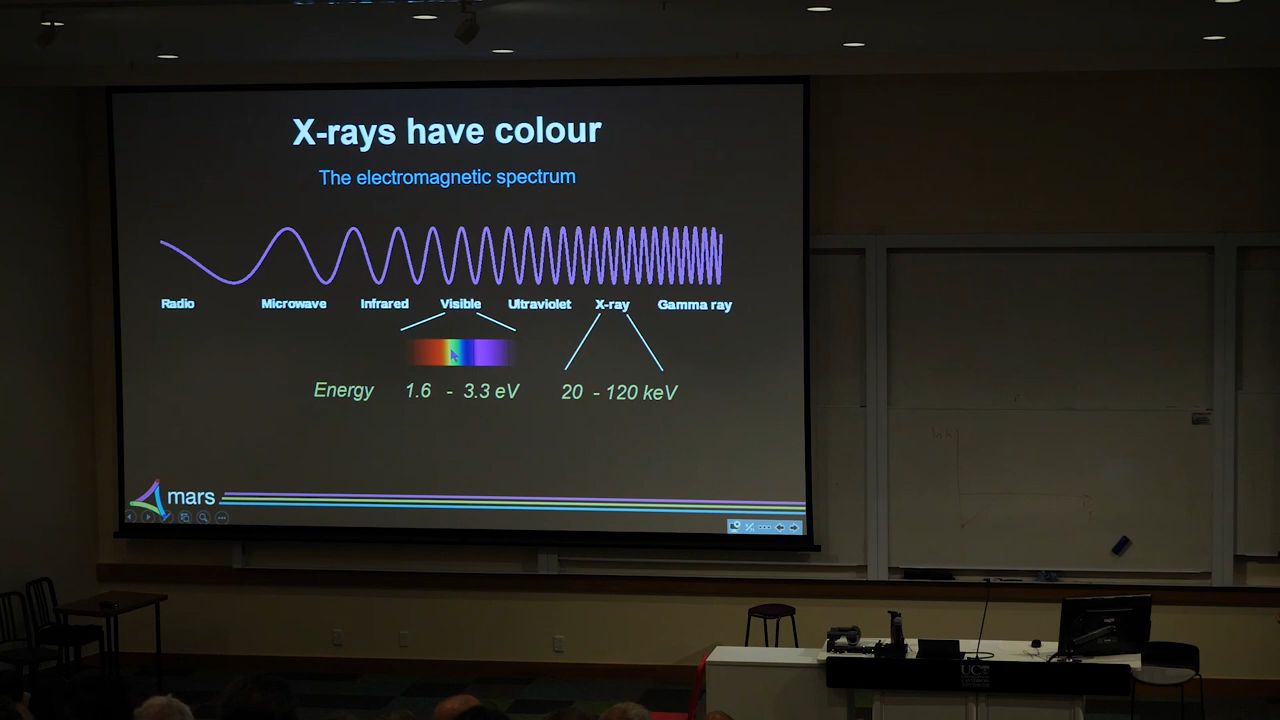 X-rays have colour
The electromagnetic spectrum
Radio Microwave Infrared Visible Ultraviolet X-ray Gamma ray
Energy 1.6 - 3.3 eV 20 - 120 keV
mars
UC